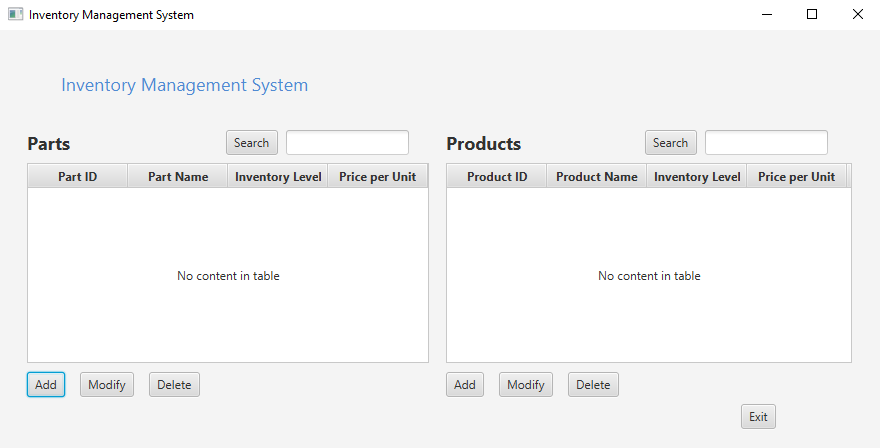 Inventory Management System
Inventory Management System
Parts Search
Products Search
Part ID Part Name Inventory Level Price per Unit
Product ID Product Name Inventory Level Price per Unit
No content in table
No content in table
Add Modify Delete
Add Modify Delete
Exit